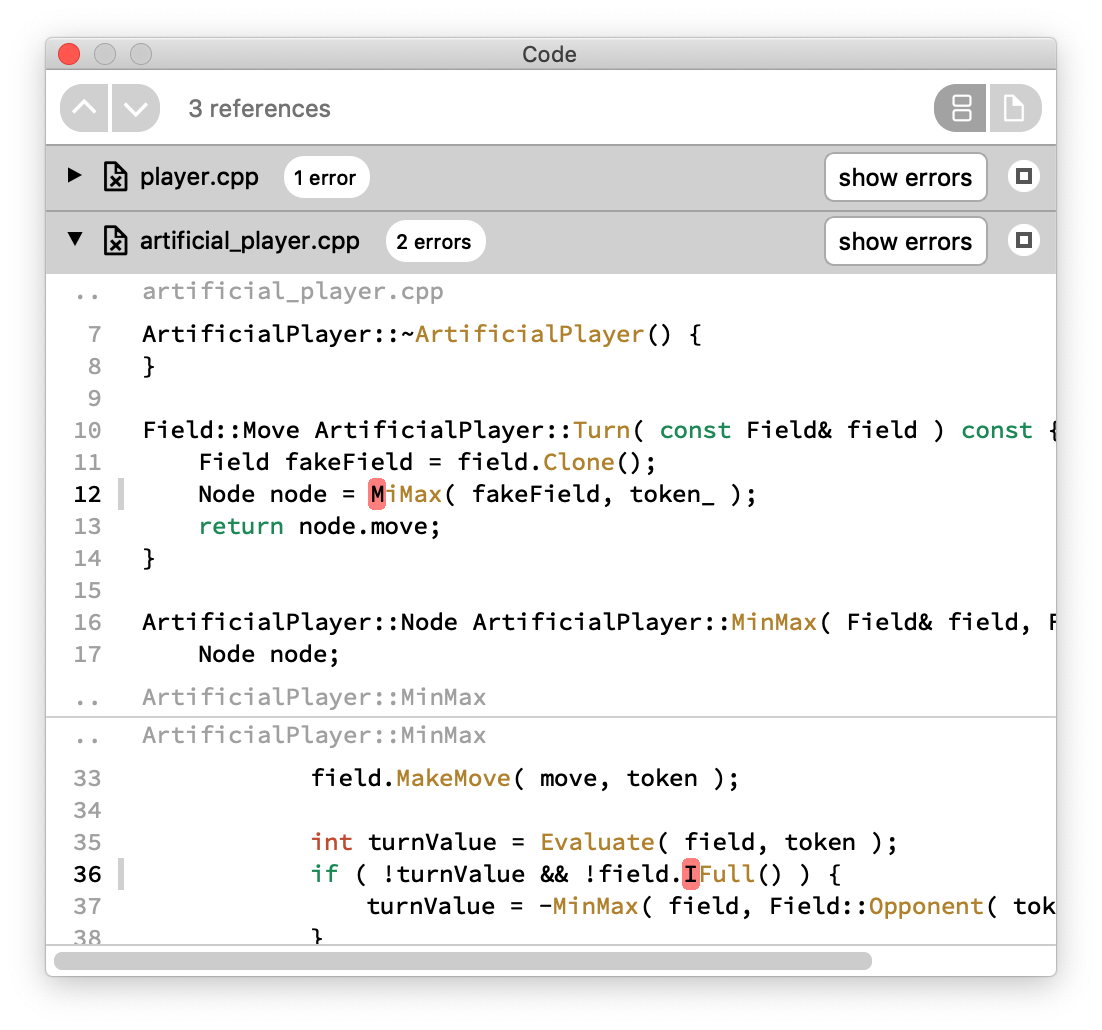 Code
3 references
player.cpp 1 error show errors
artificial_player.cpp 2 errors show errors
.. artificial_player.cpp
7 ArtificialPlayer::~ArtificialPlayer() {
8 }
9
10 Field::Move ArtificialPlayer::Turn( const Field& field ) const {
11     Field fakeField = field.Clone();
12     Node node = MiMax( fakeField, token_ );
13     return node.move;
14 }
15
16 ArtificialPlayer::Node ArtificialPlayer::MinMax( Field& field, F
17     Node node;
.. ArtificialPlayer::MinMax
.. ArtificialPlayer::MinMax
33             field.MakeMove( move, token );
34
35             int turnValue = Evaluate( field, token );
36             if ( !turnValue && !field.IFull() ) {
37                 turnValue = -MinMax( field, Field::Opponent( tok
38             }